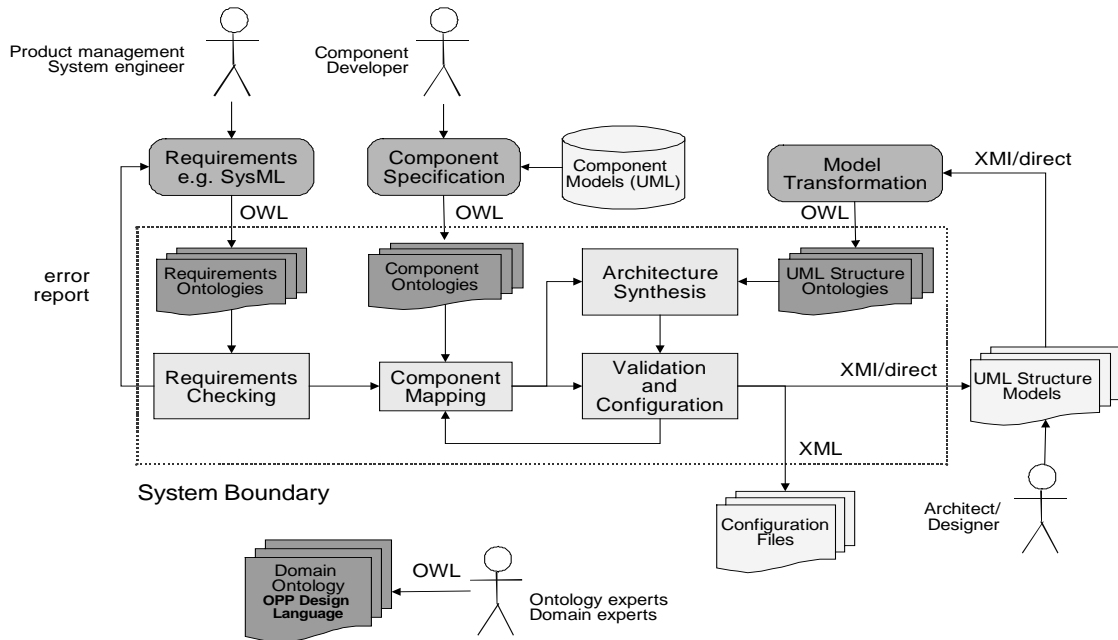 Product management
System engineer
Component
Developer
Requirements
e.g. SysML
Component
Specification
Component
Models (UML)
Model
Transformation
XMI/direct
OWL
OWL
OWL
error
report
Requirements
Ontologies
Component
Ontologies
Architecture
Synthesis
UML Structure
Ontologies
Requirements
Checking
Component
Mapping
Validation
and
Configuration
XMI/direct
UML Structure
Models
XML
System Boundary
Configuration
Files
Architect/
Designer
Domain
Ontology
OPP Design
Language
OWL
Ontology experts
Domain experts